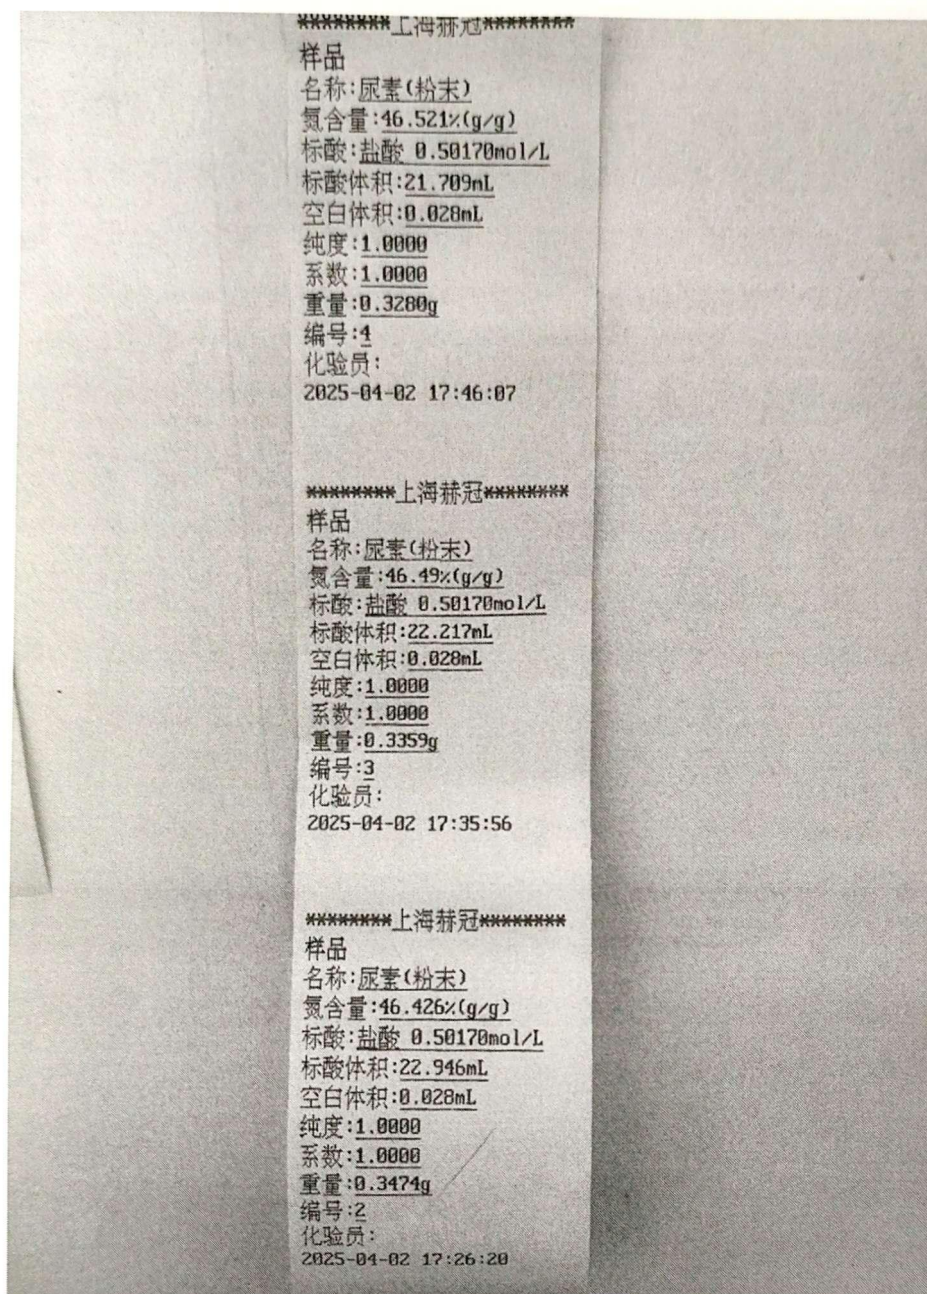 ********上海赫冠********
样品
名称:尿素(粉末)
氮含量:46.521%(g/g)
标酸:盐酸 0.50170mol/L
标酸体积:21.709mL
空白体积:0.028mL
纯度:1.0000
系数:1.0000
重量:0.3280g
编号:4
化验员:
2025-04-02 17:46:07
********上海赫冠********
样品
名称:尿素(粉末)
氮含量:46.49%(g/g)
标酸:盐酸 0.50170mol/L
标酸体积:22.217mL
空白体积:0.028mL
纯度:1.0000
系数:1.0000
重量:0.3359g
编号:3
化验员:
2025-04-02 17:35:56
********上海赫冠********
样品
名称:尿素(粉末)
氮含量:46.426%(g/g)
标酸:盐酸 0.50170mol/L
标酸体积:22.946mL
空白体积:0.028mL
纯度:1.0000
系数:1.0000
重量:0.3474g
编号:2
化验员:
2025-04-02 17:26:20